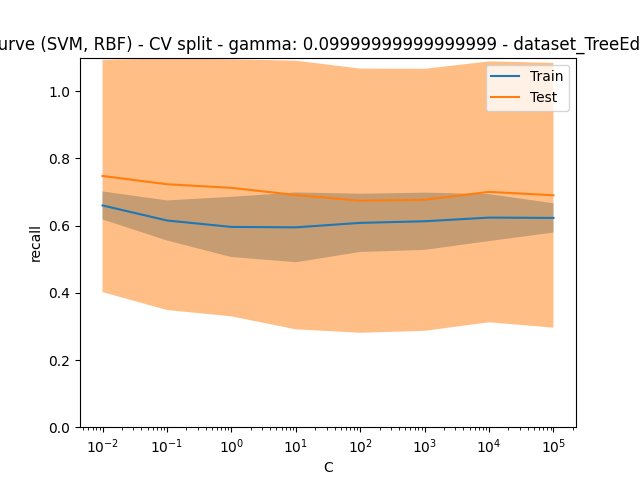 urve (SVM, RBF) - CV split - gamma: 0.09999999999999999 - dataset_TreeEd
Train
Test
1.0
0.8
0.6
0.4
0.2
0.0
recall
10⁻²
10⁻¹
10⁰
10¹
10²
10³
10⁴
10⁵
C